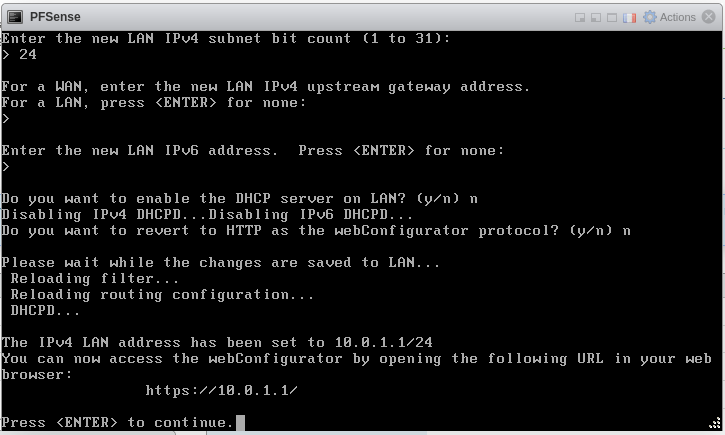 PFSense
Actions
Enter the new LAN IPv4 subnet bit count (1 to 31):
> 24
For a WAN, enter the new LAN IPv4 upstream gateway address.
For a LAN, press <ENTER> for none:
>
Enter the new LAN IPv6 address.  Press <ENTER> for none:
>
Do you want to enable the DHCP server on LAN? (y/n) n
Disabling IPv4 DHCPD...Disabling IPv6 DHCPD...
Do you want to revert to HTTP as the webConfigurator protocol? (y/n) n
Please wait while the changes are saved to LAN...
 Reloading filter...
 Reloading routing configuration...
 DHCPD...
The IPv4 LAN address has been set to 10.0.1.1/24
You can now access the webConfigurator by opening the following URL in your web
browser:
https://10.0.1.1/
Press <ENTER> to continue.